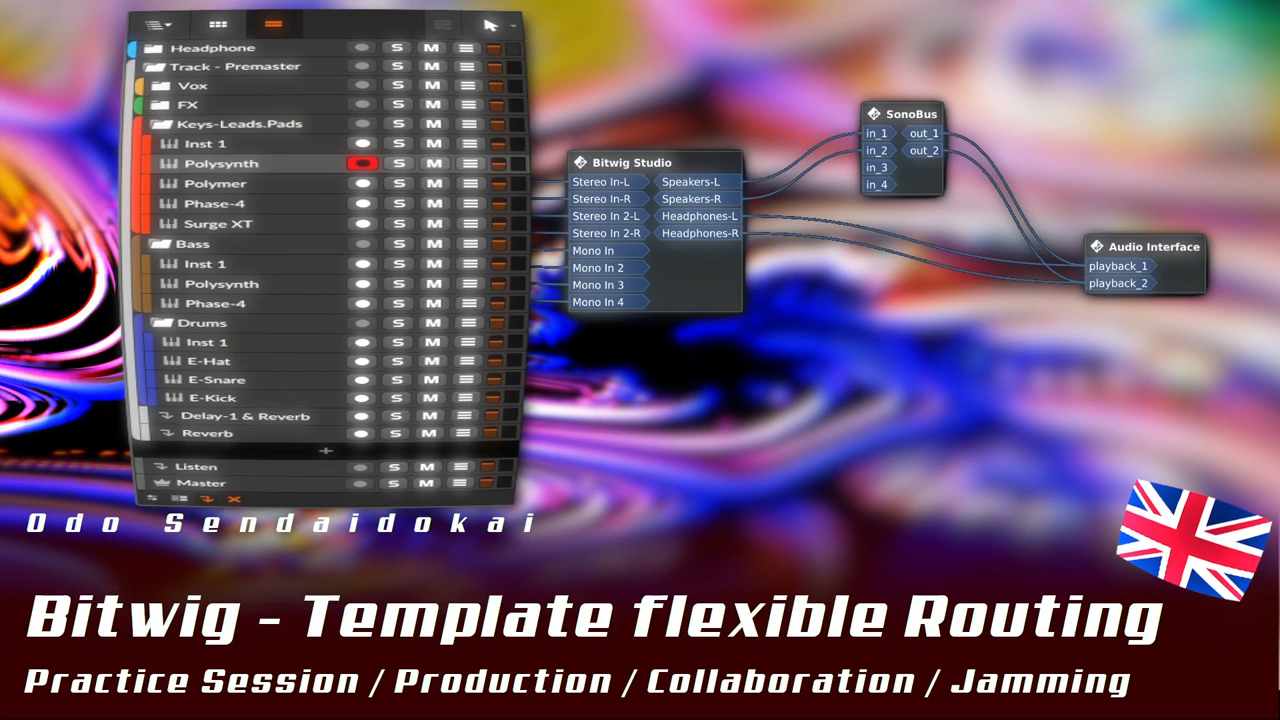 Headphone S M
Track - Premaster S M
Vox S M
FX S M
Keys-Leads.Pads S M
Inst 1 S M
Polysynth S M
Polymer S M
Phase-4 S M
Surge XT S M
Bass S M
Inst 1 S M
Polysynth S M
Phase-4 S M
Drums S M
Inst 1 S M
E-Hat S M
E-Snare S M
E-Kick S M
Delay-1 & Reverb S M
Reverb S M
+
Listen S M
Master S M
Bitwig Studio
Stereo In-L Speakers-L
Stereo In-R Speakers-R
Stereo In 2-L Headphones-L
Stereo In 2-R Headphones-R
Mono In
Mono In 2
Mono In 3
Mono In 4
SonoBus
in_1 out_1
in_2 out_2
in_3
in_4
Audio Interface
playback_1
playback_2
Odo Sendaidokai
Bitwig - Template flexible Routing
Practice Session / Production / Collaboration / Jamming